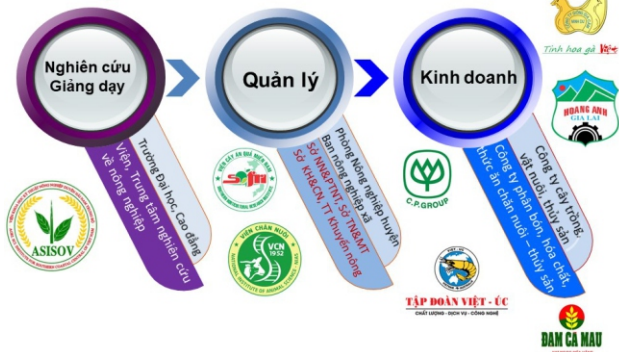 Nghiên cứu
Giảng dạy
Quản lý
Kinh doanh
Trường Đại học, Cao đẳng
Viện, Trung tâm nghiên cứu
về nông nghiệp
Phòng Nông nghiệp huyện
Ban nông nghiệp xã
Sở NN&PTNT, sở TN&MT
Sở KH&CN, TT Khuyến nông
Công ty cây trồng,
vật nuôi, thủy sản
Công ty phân bón, hóa chất,
thức ăn chăn nuôi – thủy sản
Tinh hoa gà Việt
HOANG ANH
GIA LAI
ASISOV
VIỆN CHĂN NUÔI
VCN
1952
C.P.GROUP
TẬP ĐOÀN VIỆT - ÚC
CHẤT LƯỢNG - DỊCH VỤ - CÔNG NGHỆ
ĐẠM CÀ MAU